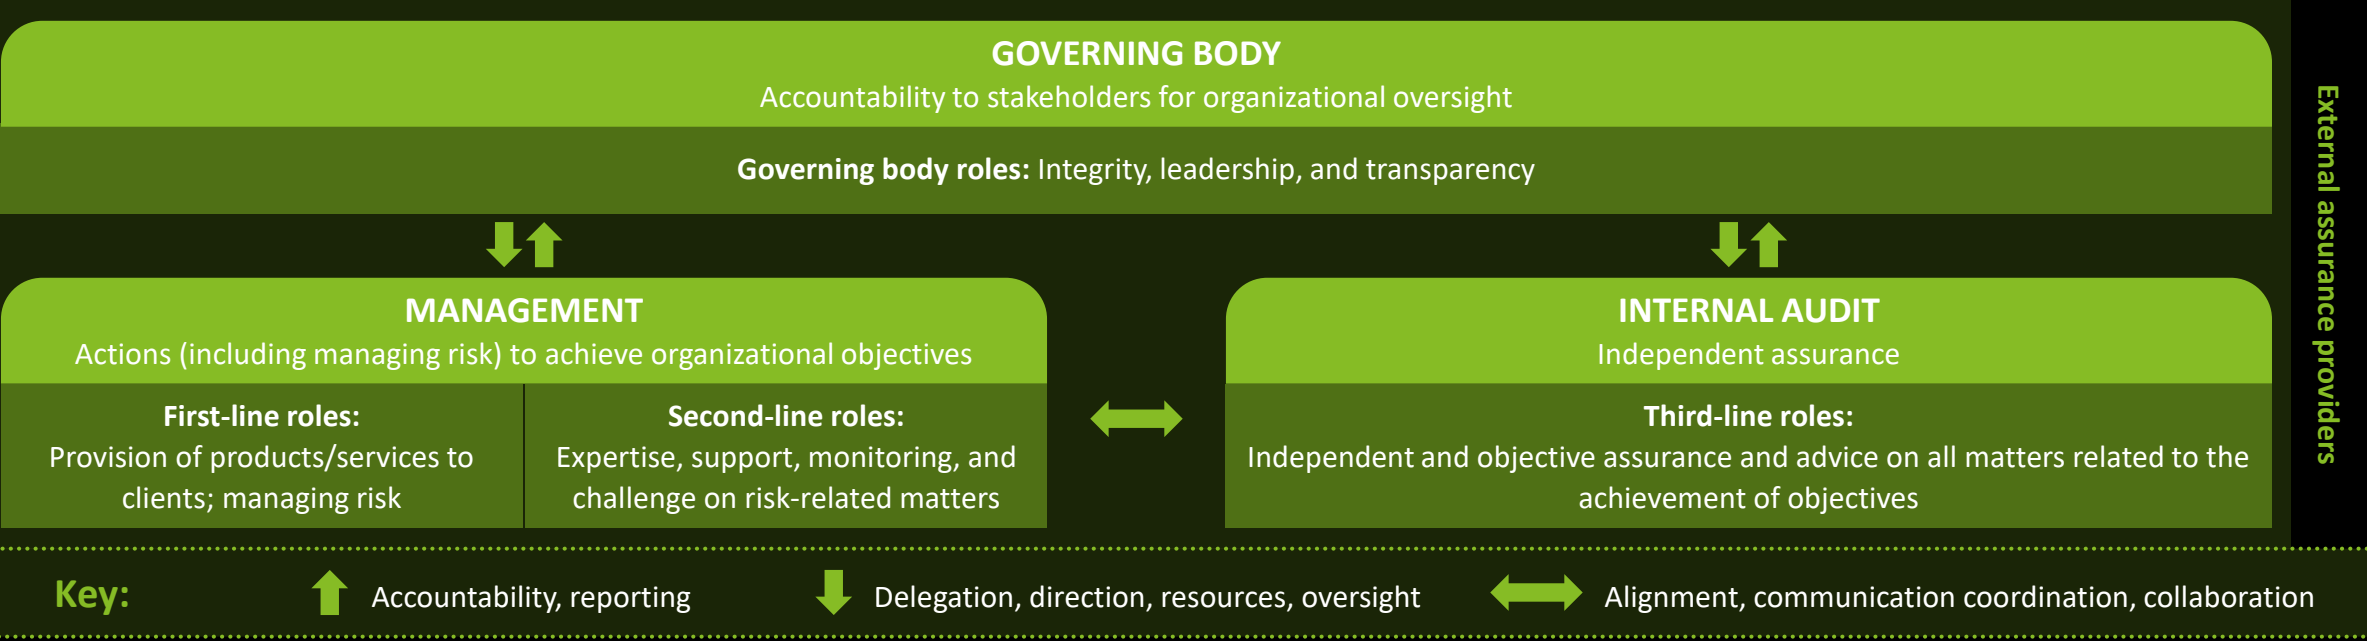 GOVERNING BODY
Accountability to stakeholders for organizational oversight
Governing body roles: Integrity, leadership, and transparency
MANAGEMENT
Actions (including managing risk) to achieve organizational objectives
First-line roles:
Provision of products/services to
clients; managing risk
Second-line roles:
Expertise, support, monitoring, and
challenge on risk-related matters
INTERNAL AUDIT
Independent assurance
Third-line roles:
Independent and objective assurance and advice on all matters related to the
achievement of objectives
External assurance providers
Key:
Accountability, reporting
Delegation, direction, resources, oversight
Alignment, communication coordination, collaboration